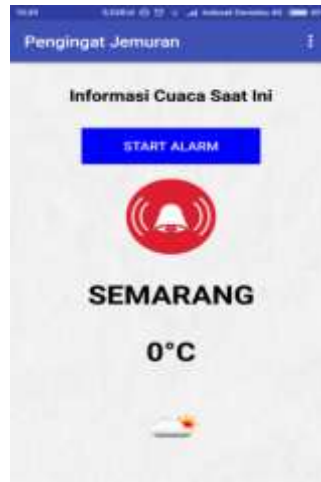 Pengingat Jemuran
Informasi Cuaca Saat Ini
START ALARM
SEMARANG
0°C